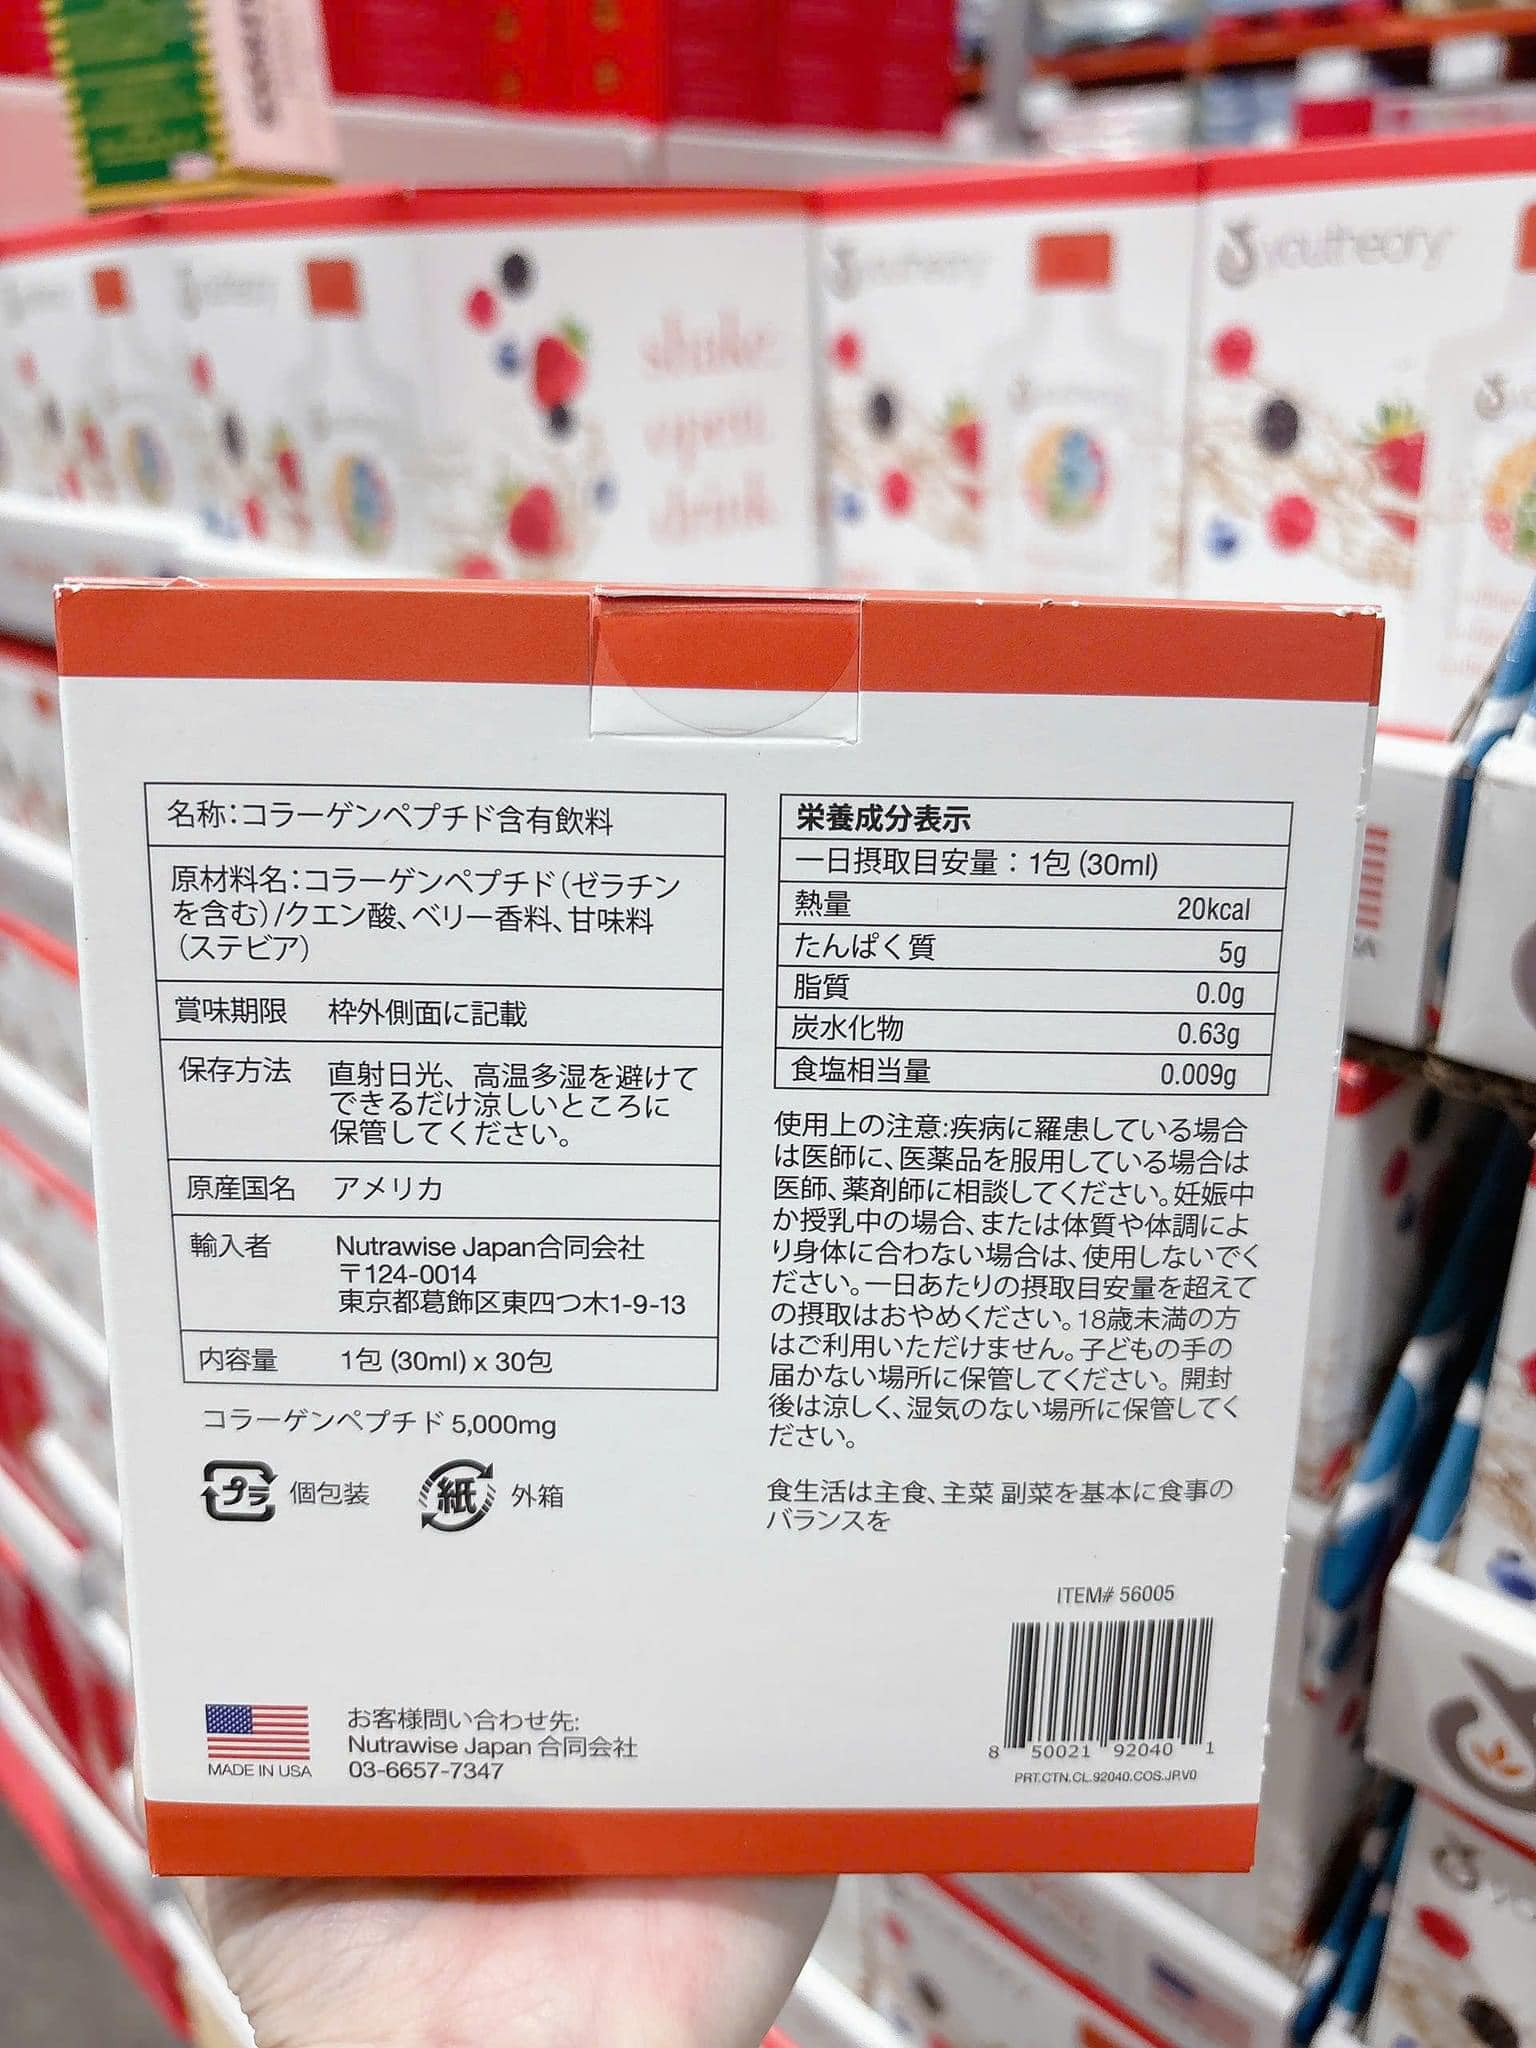 youtheory
youtheory
shake
open
drink
名称：コラーゲンペプチド含有飲料
原材料名：コラーゲンペプチド（ゼラチン
を含む）/クエン酸、ベリー香料、甘味料
（ステビア）
賞味期限 枠外側面に記載
保存方法 直射日光、高温多湿を避けて
できるだけ涼しいところに
保管してください。
原産国名 アメリカ
輸入者 Nutrawise Japan合同会社
〒124-0014
東京都葛飾区東四つ木1-9-13
内容量 1包 (30ml) x 30包
コラーゲンペプチド 5,000mg
プラ 個包装 紙 外箱
栄養成分表示
一日摂取目安量：1包 (30ml)
熱量 20kcal
たんぱく質 5g
脂質 0.0g
炭水化物 0.63g
食塩相当量 0.009g
使用上の注意:疾病に羅患している場合
は医師に、医薬品を服用している場合は
医師、薬剤師に相談してください。妊娠中
か授乳中の場合、または体質や体調によ
り身体に合わない場合は、使用しないでく
ださい。一日あたりの摂取目安量を超えて
の摂取はおやめください。18歳未満の方
はご利用いただけません。子どもの手の
届かない場所に保管してください。開封
後は涼しく、湿気のない場所に保管してく
ださい。
食生活は主食、主菜 副菜を基本に食事の
バランスを
ITEM# 56005
8 50021 92040 1
PRT.CTN.CL.92040.COS.JP.V0
MADE IN USA
お客様問い合わせ先:
Nutrawise Japan 合同会社
03-6657-7347